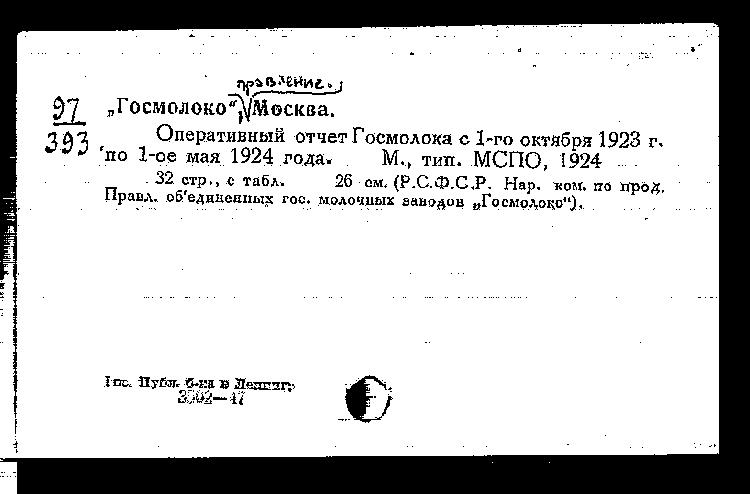 правление.
97 „Госмолоко“, Москва.
393 Оперативный отчет Госмолока с 1-го октября 1923 г.
по 1-ое мая 1924 года. М., тип. МСПО, 1924
32 стр., с табл. 26 см. (Р.С.Ф.С.Р. Нар. ком. по прод.
Правл. об'единенных гос. молочных заводов „Госмолоко“).
Гос. Публ. б-ка в Ленингр.
3502—47